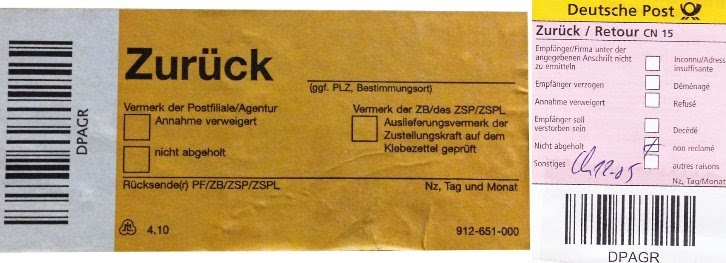 DPAGR
Zurück
(ggf. PLZ, Bestimmungsort)
Vermerk der Postfiliale/Agentur
Annahme verweigert
nicht abgeholt
Vermerk der ZB/des ZSP/ZSPL
Auslieferungsvermerk der
Zustellungskraft auf dem
Klebezettel geprüft
Rücksende(r) PF/ZB/ZSP/ZSPL
Nz, Tag und Monat
4.10
912-651-000
Deutsche Post
Zurück / Retour CN 15
Empfänger/Firma unter der
angegebenen Anschrift nicht
zu ermitteln
Inconnu/Adress
insuffisante
Empfänger verzogen
Déménagé
Annahme verweigert
Refusé
Empfänger soll
verstorben sein
Decédé
Nicht abgeholt
non reclamé
Sonstiges
autres raisons
Nz, Tag/Monat
DPAGR